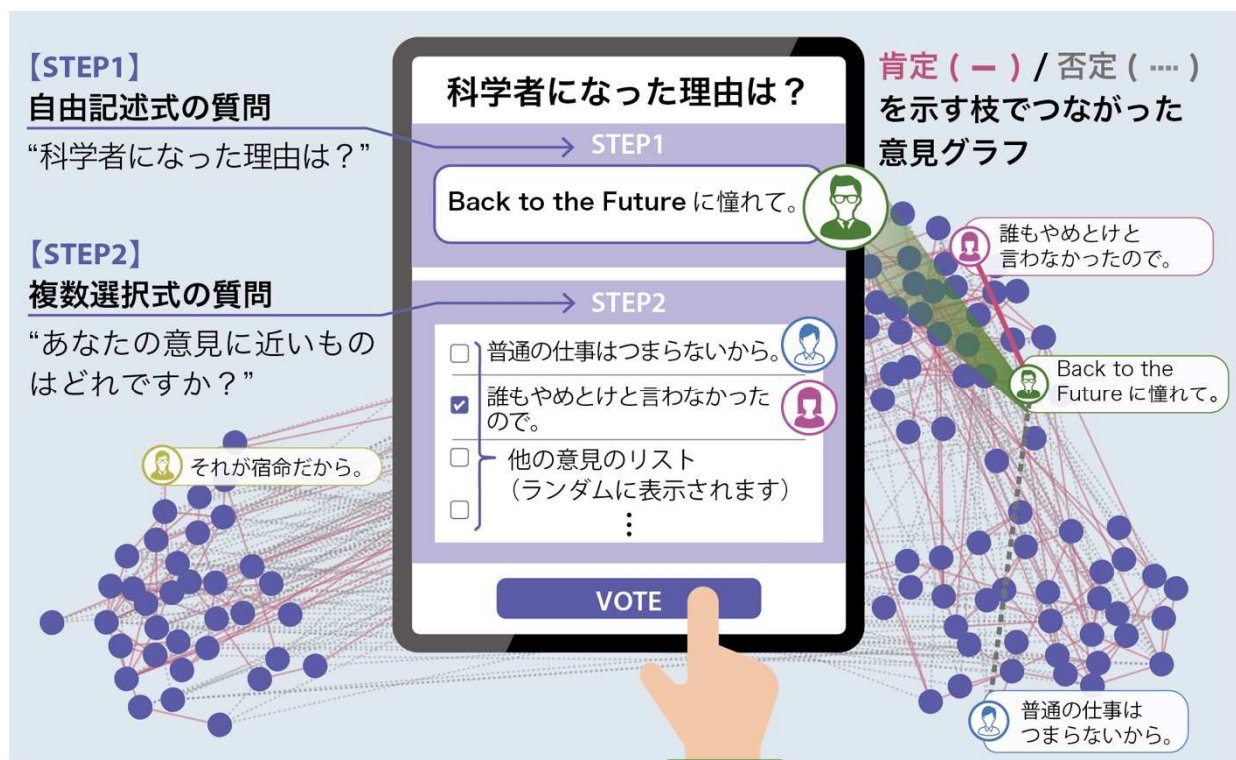 【STEP1】
自由記述式の質問
“科学者になった理由は？”
【STEP2】
複数選択式の質問
“あなたの意見に近いもの
はどれですか？”
それが宿命だから。
科学者になった理由は？
STEP1
Back to the Future に憧れて。
STEP2
普通の仕事はつまらないから。
誰もやめとけと言わなかった
ので。
他の意見のリスト
（ランダムに表示されます）
⋮
VOTE
肯定 ( ー ) / 否定 ( ···· )
を示す枝でつながった
意見グラフ
誰もやめとけと
言わなかったので。
Back to the
Future に憧れて。
普通の仕事は
つまらないから。